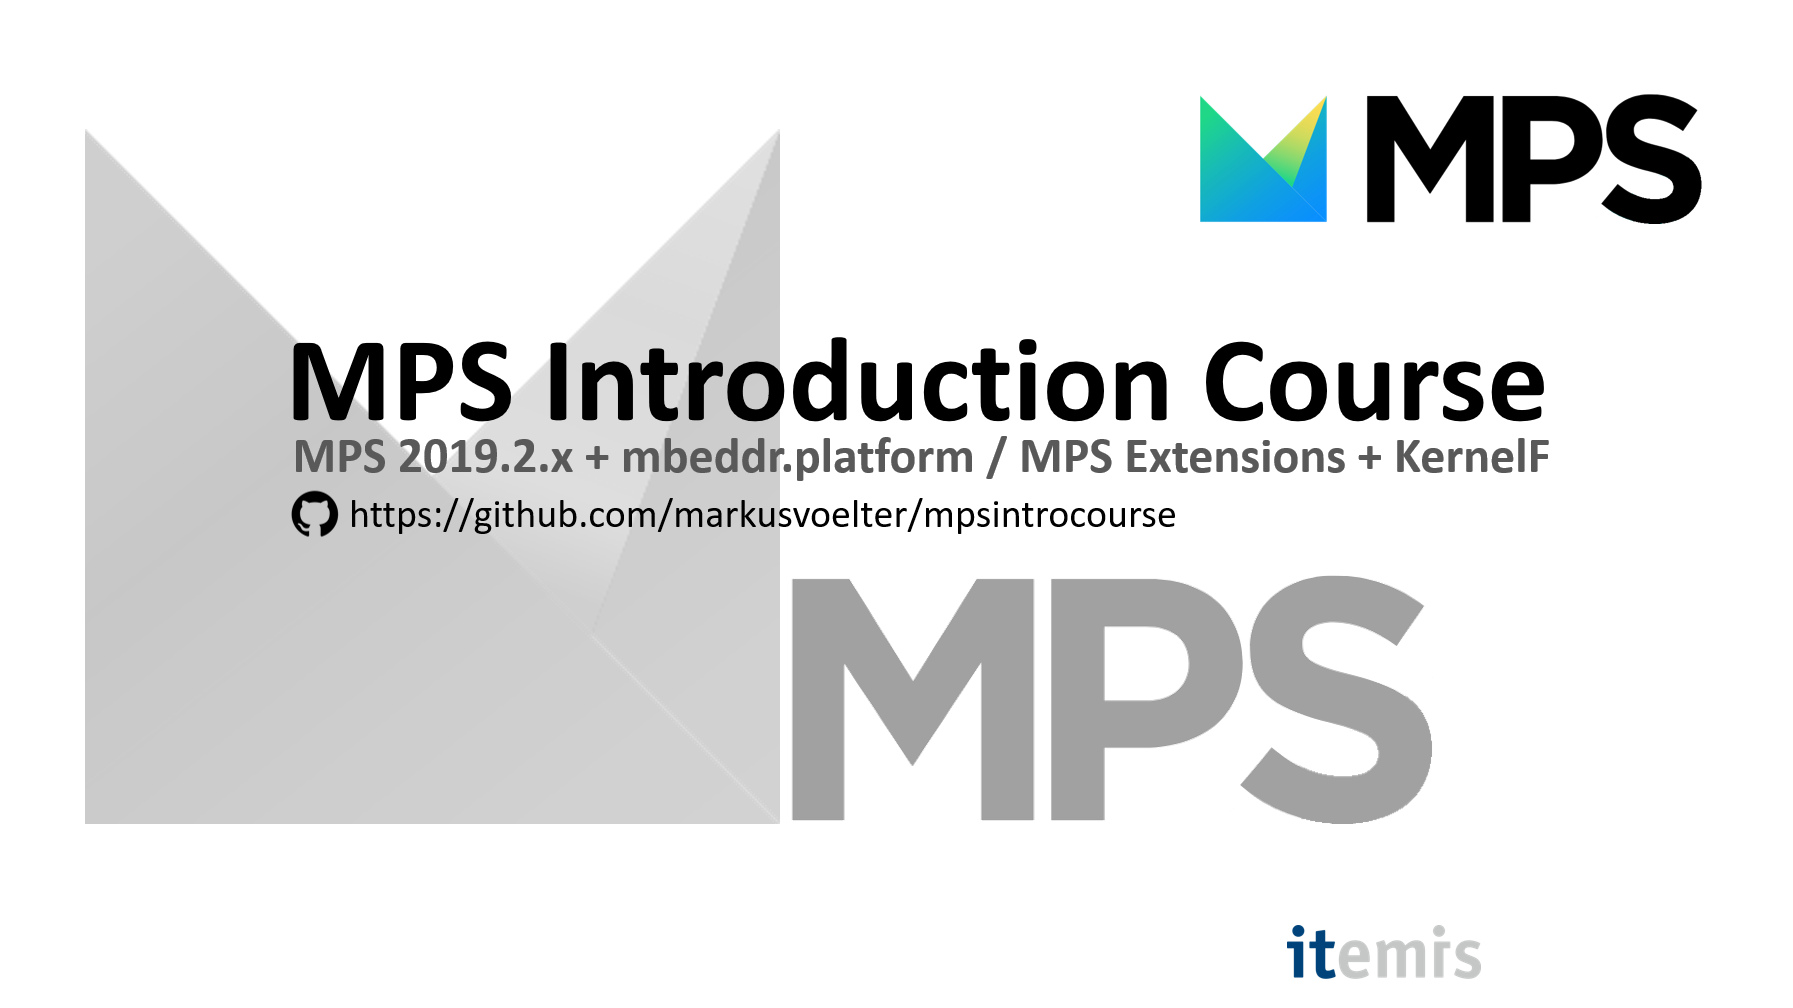 MPS
MPS Introduction Course
MPS 2019.2.x + mbeddr.platform / MPS Extensions + KernelF
https://github.com/markusvoelter/mpsintrocourse
MPS
itemis